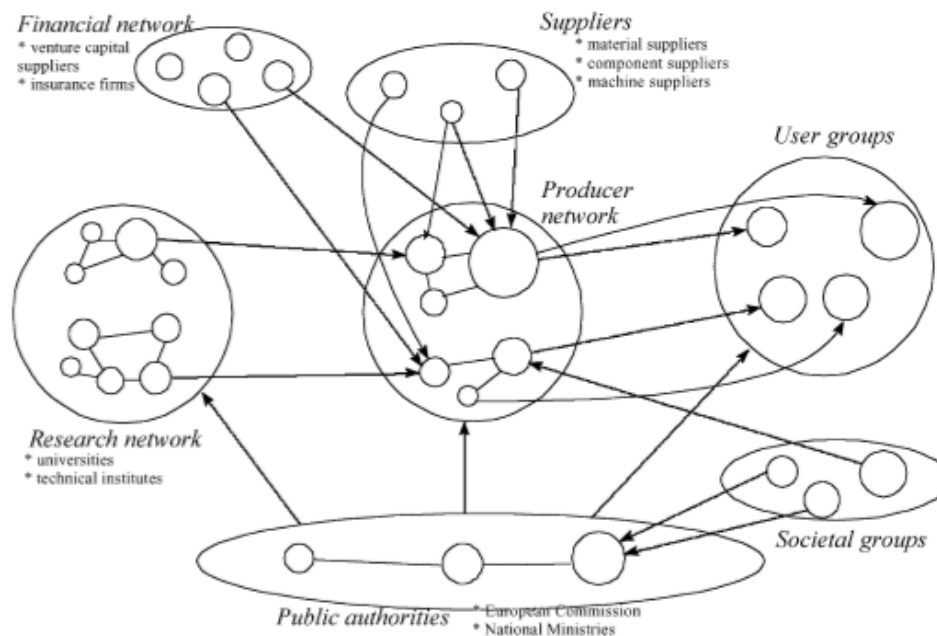 Financial network
* venture capital
suppliers
* insurance firms
Suppliers
* material suppliers
* component suppliers
* machine suppliers
User groups
Producer
network
Research network
* universities
* technical institutes
Societal groups
Public authorities
* European Commission
* National Ministries